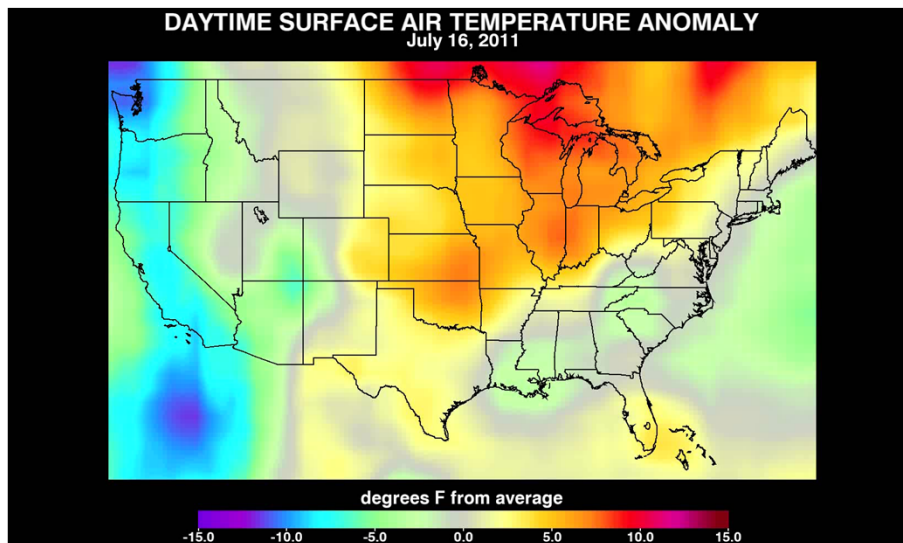 DAYTIME SURFACE AIR TEMPERATURE ANOMALY
July 16, 2011
degrees F from average
-15.0 -10.0 -5.0 0.0 5.0 10.0 15.0